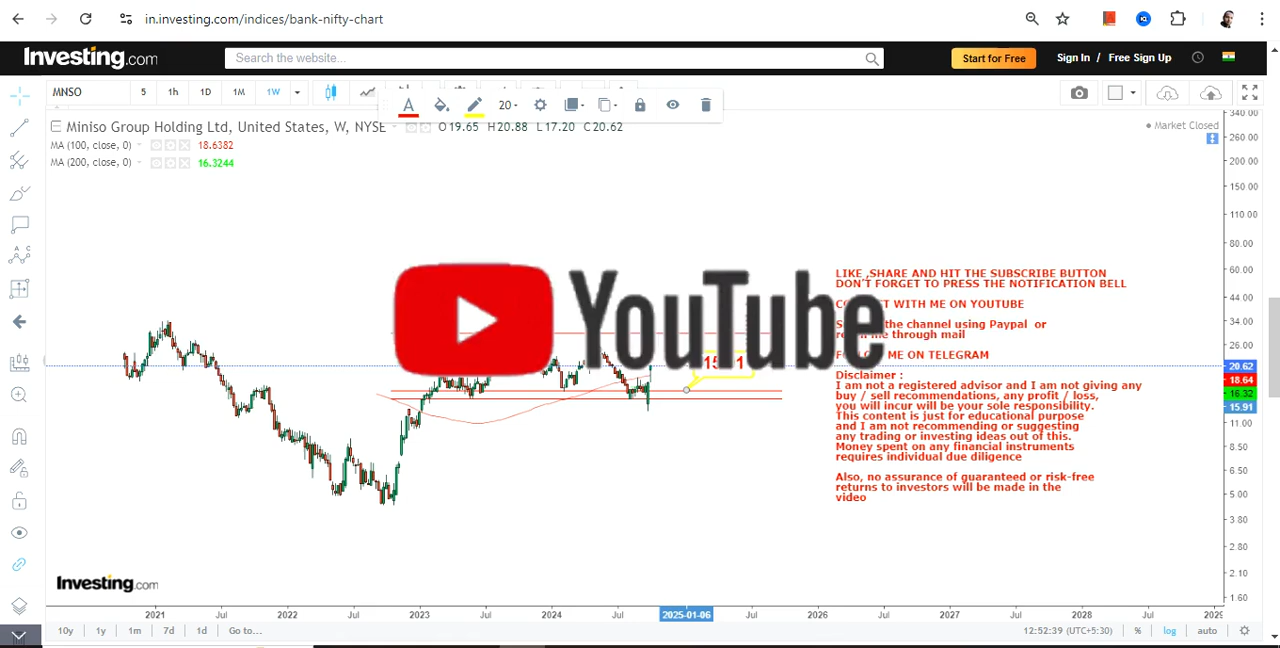 in.investing.com/indices/bank-nifty-chart
Investing.com
Search the website...
Start for Free
Sign In / Free Sign Up
MNSO
5 1h 1D 1M 1W
20
Miniso Group Holding Ltd, United States, W, NYSE O19.65 H20.88 L17.20 C20.62
Market Closed
MA (100, close, 0) 18.6382
MA (200, close, 0) 16.3244
YouTube
LIKE ,SHARE AND HIT THE SUBSCRIBE BUTTON
DON'T FORGET TO PRESS THE NOTIFICATION BELL
WITH ME ON YOUTUBE
the channel using Paypal or
me through mail
ME ON TELEGRAM
Disclaimer :
I am not a registered advisor and I am not giving any
buy / sell recommendations, any profit / loss,
you will incur will be your sole responsibility.
This content is just for educational purpose
and I am not recommending or suggesting
any trading or investing ideas out of this.
Money spent on any financial instruments
requires individual due diligence
Also, no assurance of guaranteed or risk-free
returns to investors will be made in the
video
340.00
260.00
200.00
150.00
110.00
80.00
60.00
44.00
34.00
26.00
20.62
18.64
16.32
15.91
11.00
8.50
6.50
5.00
3.80
2.80
2.10
1.60
Investing.com
2021 Jul 2022 Jul 2023 Jul 2024 Jul 2025-01-06 Jul 2026 Jul 2027 Jul 2028 Jul
10y 1y 1m 7d 1d Go to...
12:52:39 (UTC+5:30) % log auto